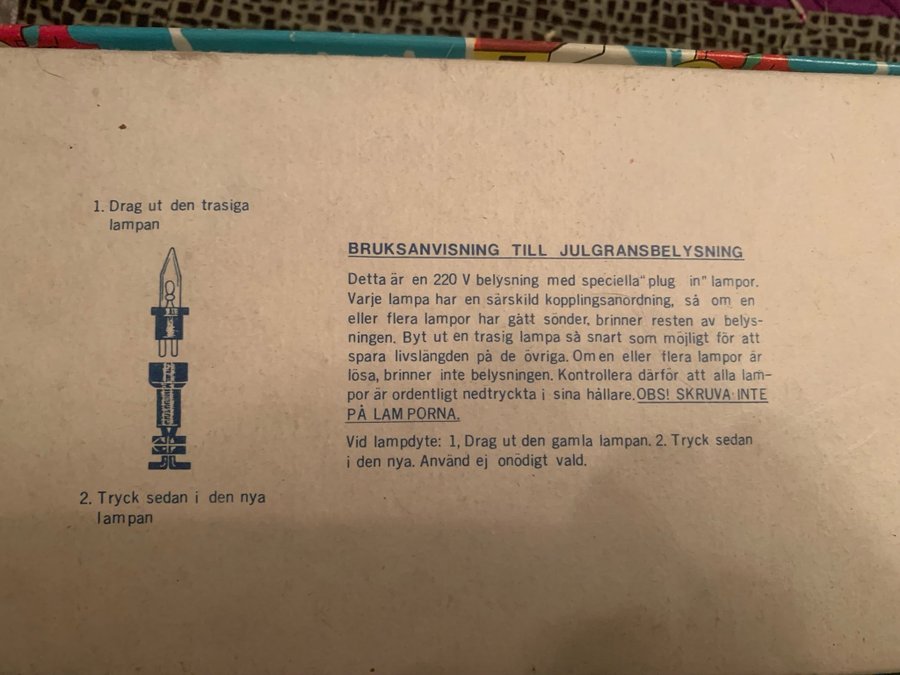 1. Drag ut den trasiga
lampan
2. Tryck sedan i den nya
lampan
BRUKSANVISNING TILL JULGRANSBELYSNING
Detta är en 220 V belysning med speciella "plug in" lampor.
Varje lampa har en särskild kopplingsanordning, så om en
eller flera lampor har gått sönder, brinner resten av belys-
ningen. Byt ut en trasig lampa så snart som möjligt för att
spara livslängden på de övriga. Om en eller flera lampor är
lösa, brinner inte belysningen. Kontrollera därför att alla lam-
por är ordentligt nedtryckta i sina hållare. OBS! SKRUVA INTE
PÅ LAMPORNA.
Vid lampdyte: 1, Drag ut den gamla lampan. 2. Tryck sedan
i den nya. Använd ej onödigt vald.